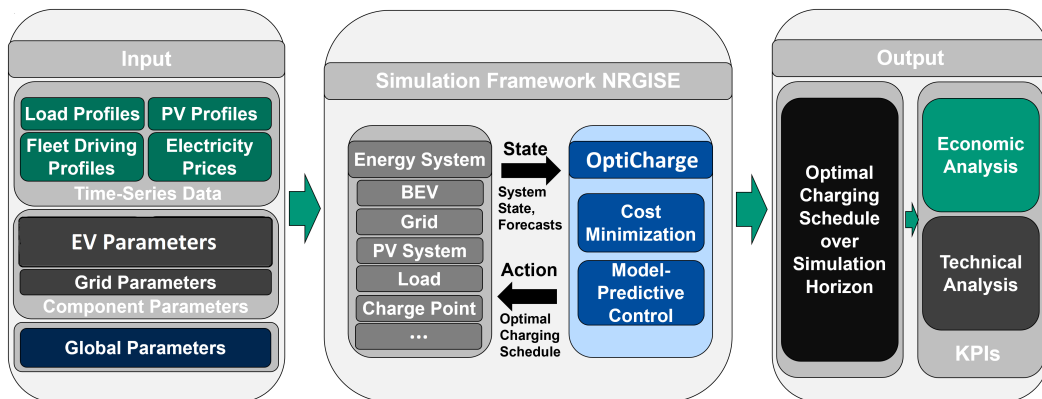 Input
Load Profiles
PV Profiles
Fleet Driving
Profiles
Electricity
Prices
Time-Series Data
EV Parameters
Grid Parameters
Component Parameters
Global Parameters
Simulation Framework NRGISE
Energy System
BEV
Grid
PV System
Load
Charge Point
...
State
System
State,
Forecasts
Action
Optimal
Charging
Schedule
OptiCharge
Cost
Minimization
Model-
Predictive
Control
Output
Optimal
Charging
Schedule
over
Simulation
Horizon
Economic
Analysis
Technical
Analysis
KPIs